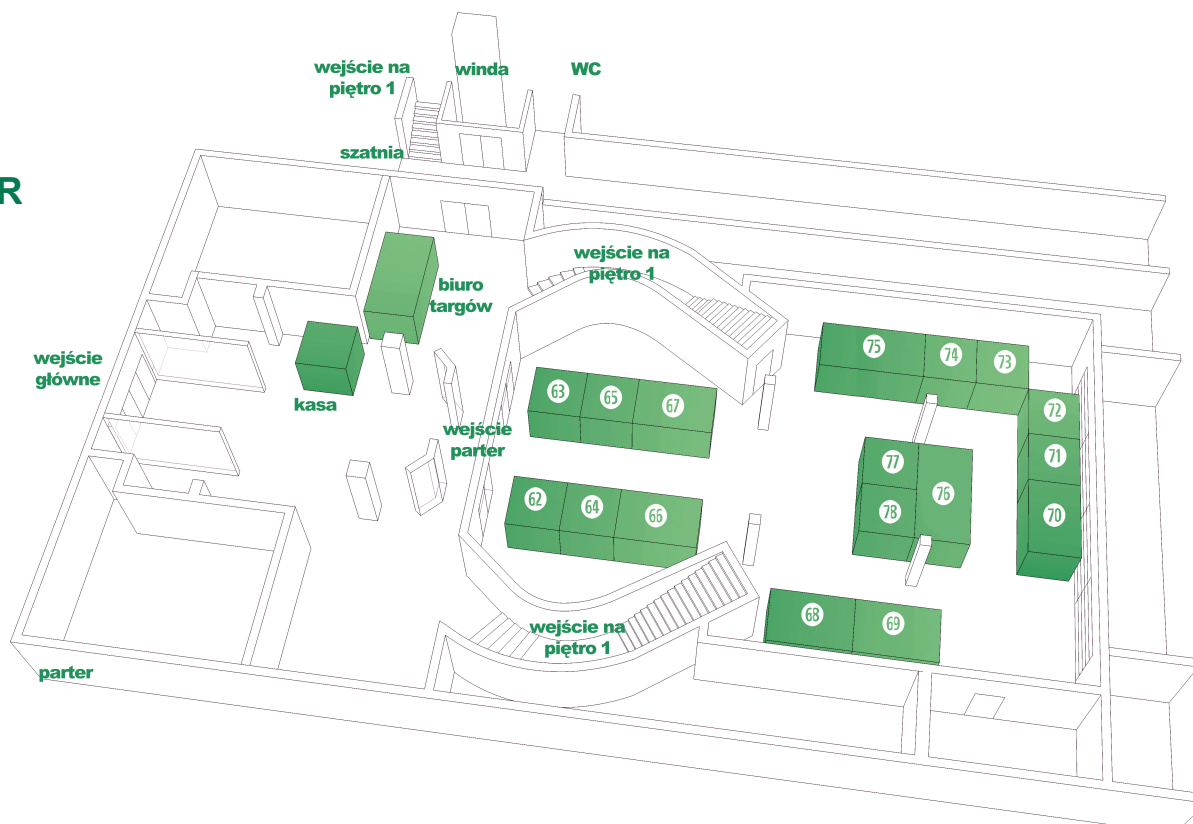 wejście na
piętro 1
winda
WC
szatnia
R
wejście na
piętro 1
biuro
targów
wejście
główne
kasa
75
74
73
63
65
67
72
wejście
parter
77
71
76
62
64
66
78
70
68
69
wejście na
piętro 1
parter